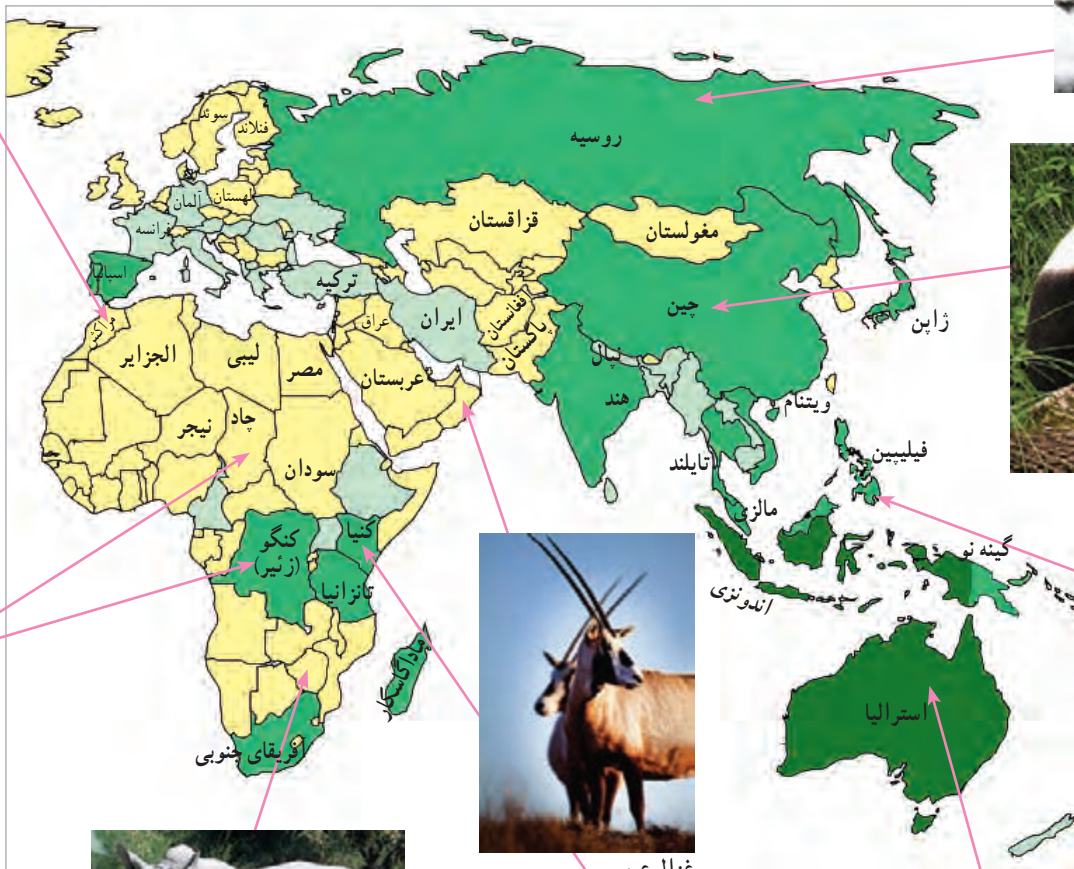 سوئد
فنلاند
روسیه
آلمان
لهستان
فرانسه
قزاقستان
مغولستان
اسپانیا
ترکیه
چین
ایران
افغانستان
ژاپن
مراکش
الجزایر
لیبی
مصر
عراق
عربستان
پاکستان
نپال
هند
ویتنام
نیجر
چاد
سودان
تایلند
فیلیپین
مالزی
کنگو
(زئیر)
کنیا
تانزانیا
گینه نو
اندونزی
ماداگاسکار
استرالیا
افریقای جنوبی